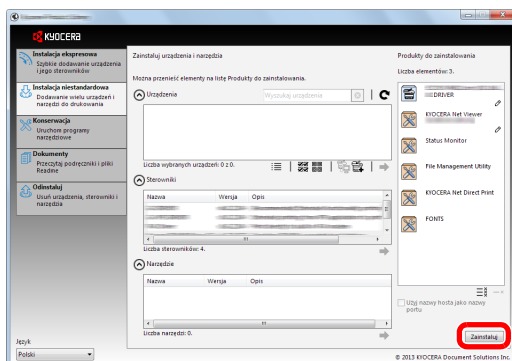 KYOCERA
Instalacja ekspresowa
Szybkie dodawanie urządzenia
i jego sterowników
Instalacja niestandardowa
Dodawanie wielu urządzeń i
narzędzi do drukowania
Konserwacja
Uruchom programy
narzędziowe
Dokumenty
Przeczytaj podręczniki i pliki
Readme
Odinstaluj
Usuń urządzenia, sterowniki i
narzędzia
Język
Polski
Zainstaluj urządzenia i narzędzia
Można przenieść elementy na listę Produkty do zainstalowania.
Urządzenia
Wyszukaj urządzenia
Liczba wybranych urządzeń: 0 z 0.
Sterowniki
Nazwa Wersja Opis
Liczba sterowników: 4.
Narzędzie
Nazwa Wersja Opis
Liczba narzędzi: 0.
Produkty do zainstalowania
Liczba elementów: 3.
DRIVER
KYOCERA Net Viewer
Status Monitor
File Management Utility
KYOCERA Net Direct Print
FONTS
Użyj nazwy hosta jako nazwy
portu
Zainstaluj
© 2013 KYOCERA Document Solutions Inc.